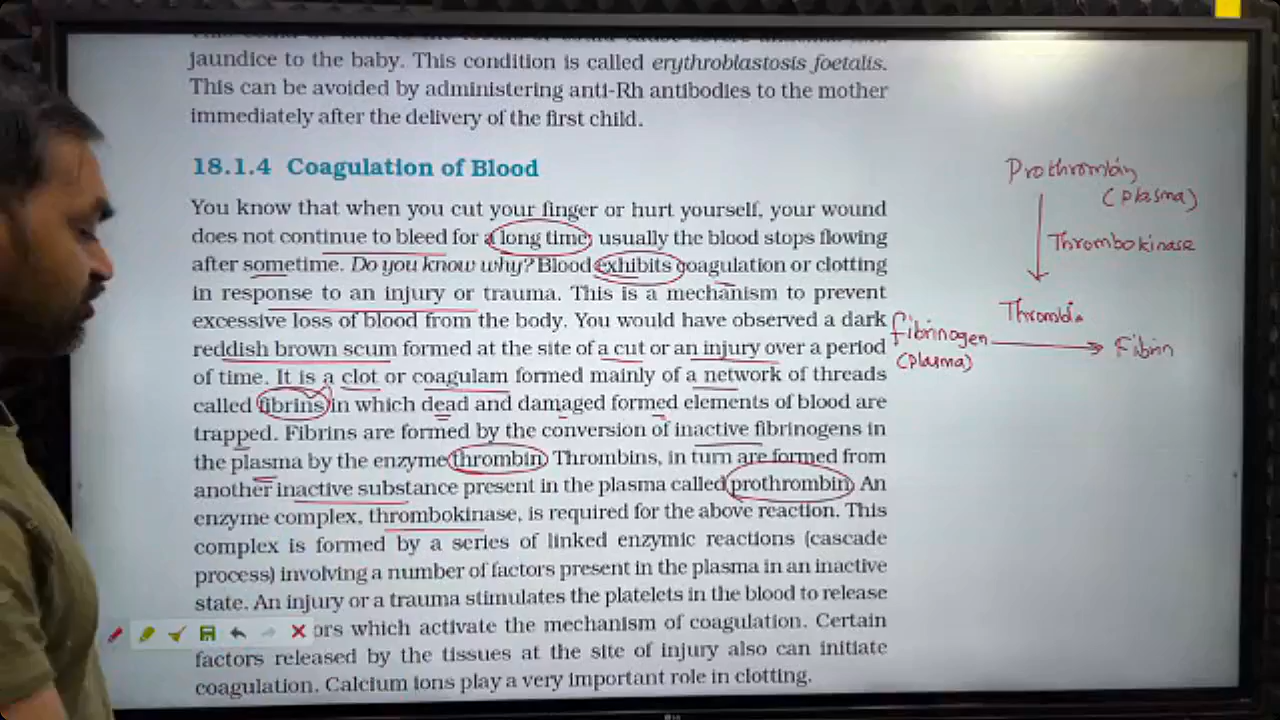 jaundice to the baby. This condition is called erythroblastosis foetalis.
This can be avoided by administering anti-Rh antibodies to the mother
immediately after the delivery of the first child.
18.1.4 Coagulation of Blood
You know that when you cut your finger or hurt yourself, your wound
does not continue to bleed for a long time; usually the blood stops flowing
after sometime. Do you know why? Blood exhibits coagulation or clotting
in response to an injury or trauma. This is a mechanism to prevent
excessive loss of blood from the body. You would have observed a dark
reddish brown scum formed at the site of a cut or an injury over a period
of time. It is a clot or coagulam formed mainly of a network of threads
called fibrins in which dead and damaged formed elements of blood are
trapped. Fibrins are formed by the conversion of inactive fibrinogens in
the plasma by the enzyme thrombin. Thrombins, in turn are formed from
another inactive substance present in the plasma called prothrombin. An
enzyme complex, thrombokinase, is required for the above reaction. This
complex is formed by a series of linked enzymic reactions (cascade
process) involving a number of factors present in the plasma in an inactive
state. An injury or a trauma stimulates the platelets in the blood to release
ors which activate the mechanism of coagulation. Certain
factors released by the tissues at the site of injury also can initiate
coagulation. Calcium ions play a very important role in clotting.
Prothrombin
(plasma)
Thrombokinase
Thrombin
fibrinogen
(plasma)
Fibrin